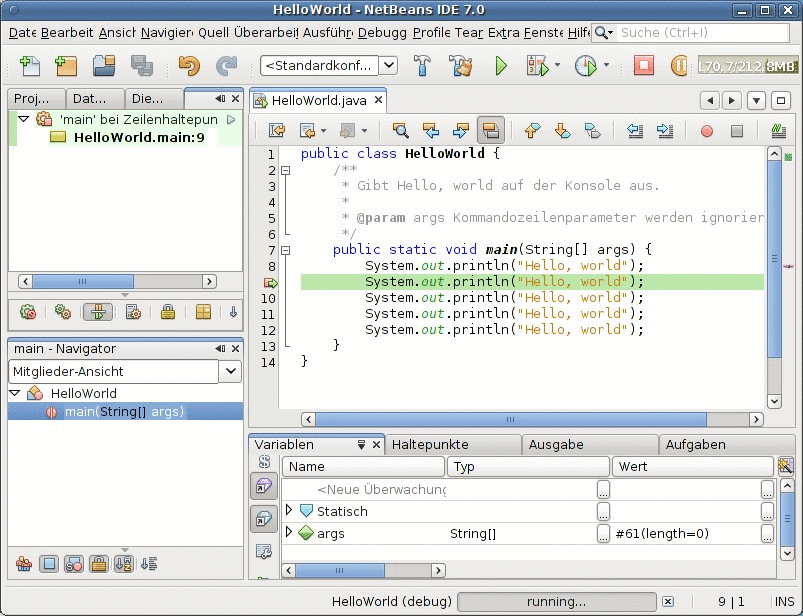 HelloWorld - NetBeans IDE 7.0
Date Bearbeit Ansich Navigiere Quell Überarbei Ausführ Debugg Profile Tear Extra Fenste Hilf Suche (Ctrl+I)
<Standardkonf... 170,7/212,8MB
Proj... Dat... Die...
HelloWorld.java
'main' bei Zeilenhaltepun
HelloWorld.main:9
1 public class HelloWorld {
2 /**
3 * Gibt Hello, world auf der Konsole aus.
4 *
5 * @param args Kommandozeilenparameter werden ignorier
6 */
7 public static void main(String[] args) {
8 System.out.println("Hello, world");
System.out.println("Hello, world");
10 System.out.println("Hello, world");
11 System.out.println("Hello, world");
12 System.out.println("Hello, world");
13 }
14 }
main - Navigator
Mitglieder-Ansicht
HelloWorld
main(String[] args)
Variablen Haltepunkte Ausgabe Aufgaben
Name Typ Wert
<Neue Überwachung
Statisch
args String[] #61(length=0)
HelloWorld (debug) running... 9 | 1 INS